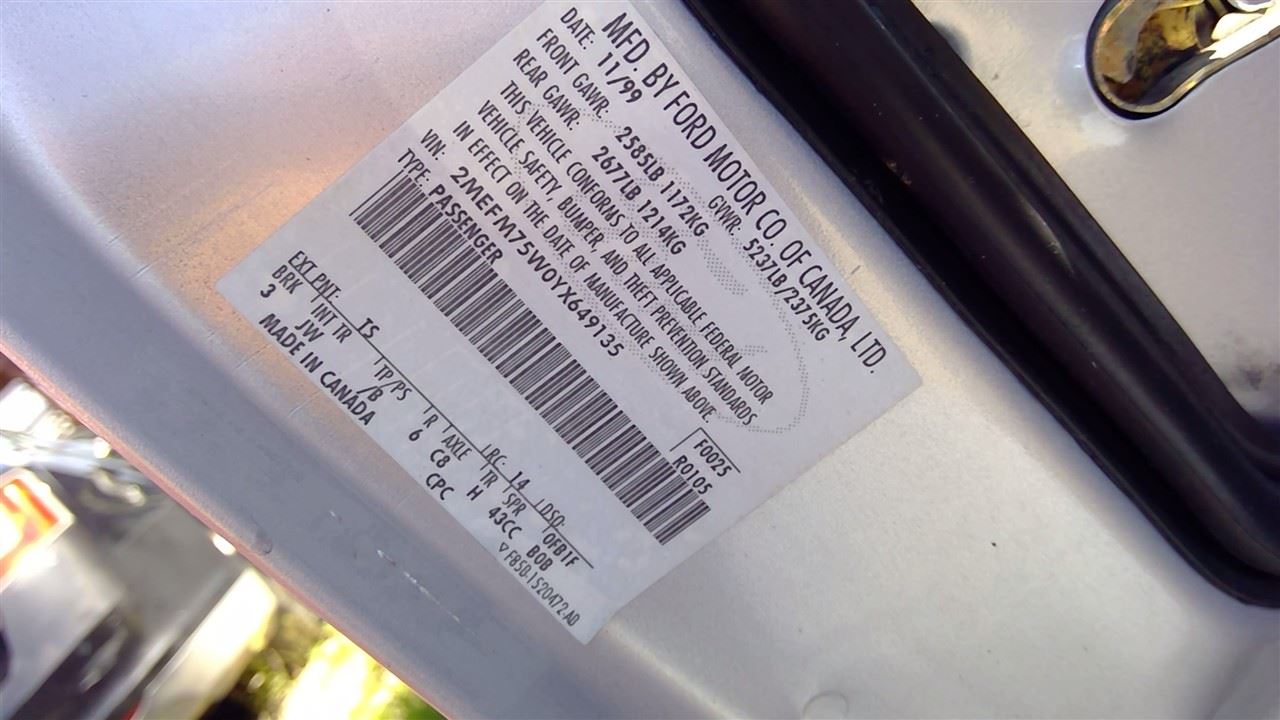 MFD. BY FORD MOTOR CO. OF CANADA, LTD.
DATE: 11/99 GVWR: 5237LB/2375KG
FRONT GAWR: 2585LB 1172KG
REAR GAWR: 2677LB 1214KG
THIS VEHICLE CONFORMS TO ALL APPLICABLE FEDERAL MOTOR
VEHICLE SAFETY, BUMPER, AND THEFT PREVENTION STANDARDS
IN EFFECT ON THE DATE OF MANUFACTURE SHOWN ABOVE.
VIN: 2MEFM75W0YX649135 F0025
TYPE: PASSENGER R0105
EXT PNT: TS RC: 14 DSO: 0FB1F
BRK INT TR TP/PS R AXLE TR SPR
3 JW 7/B 6 C8 H 43CC BOB
MADE IN CANADA CPC
F85B-1520472-AD